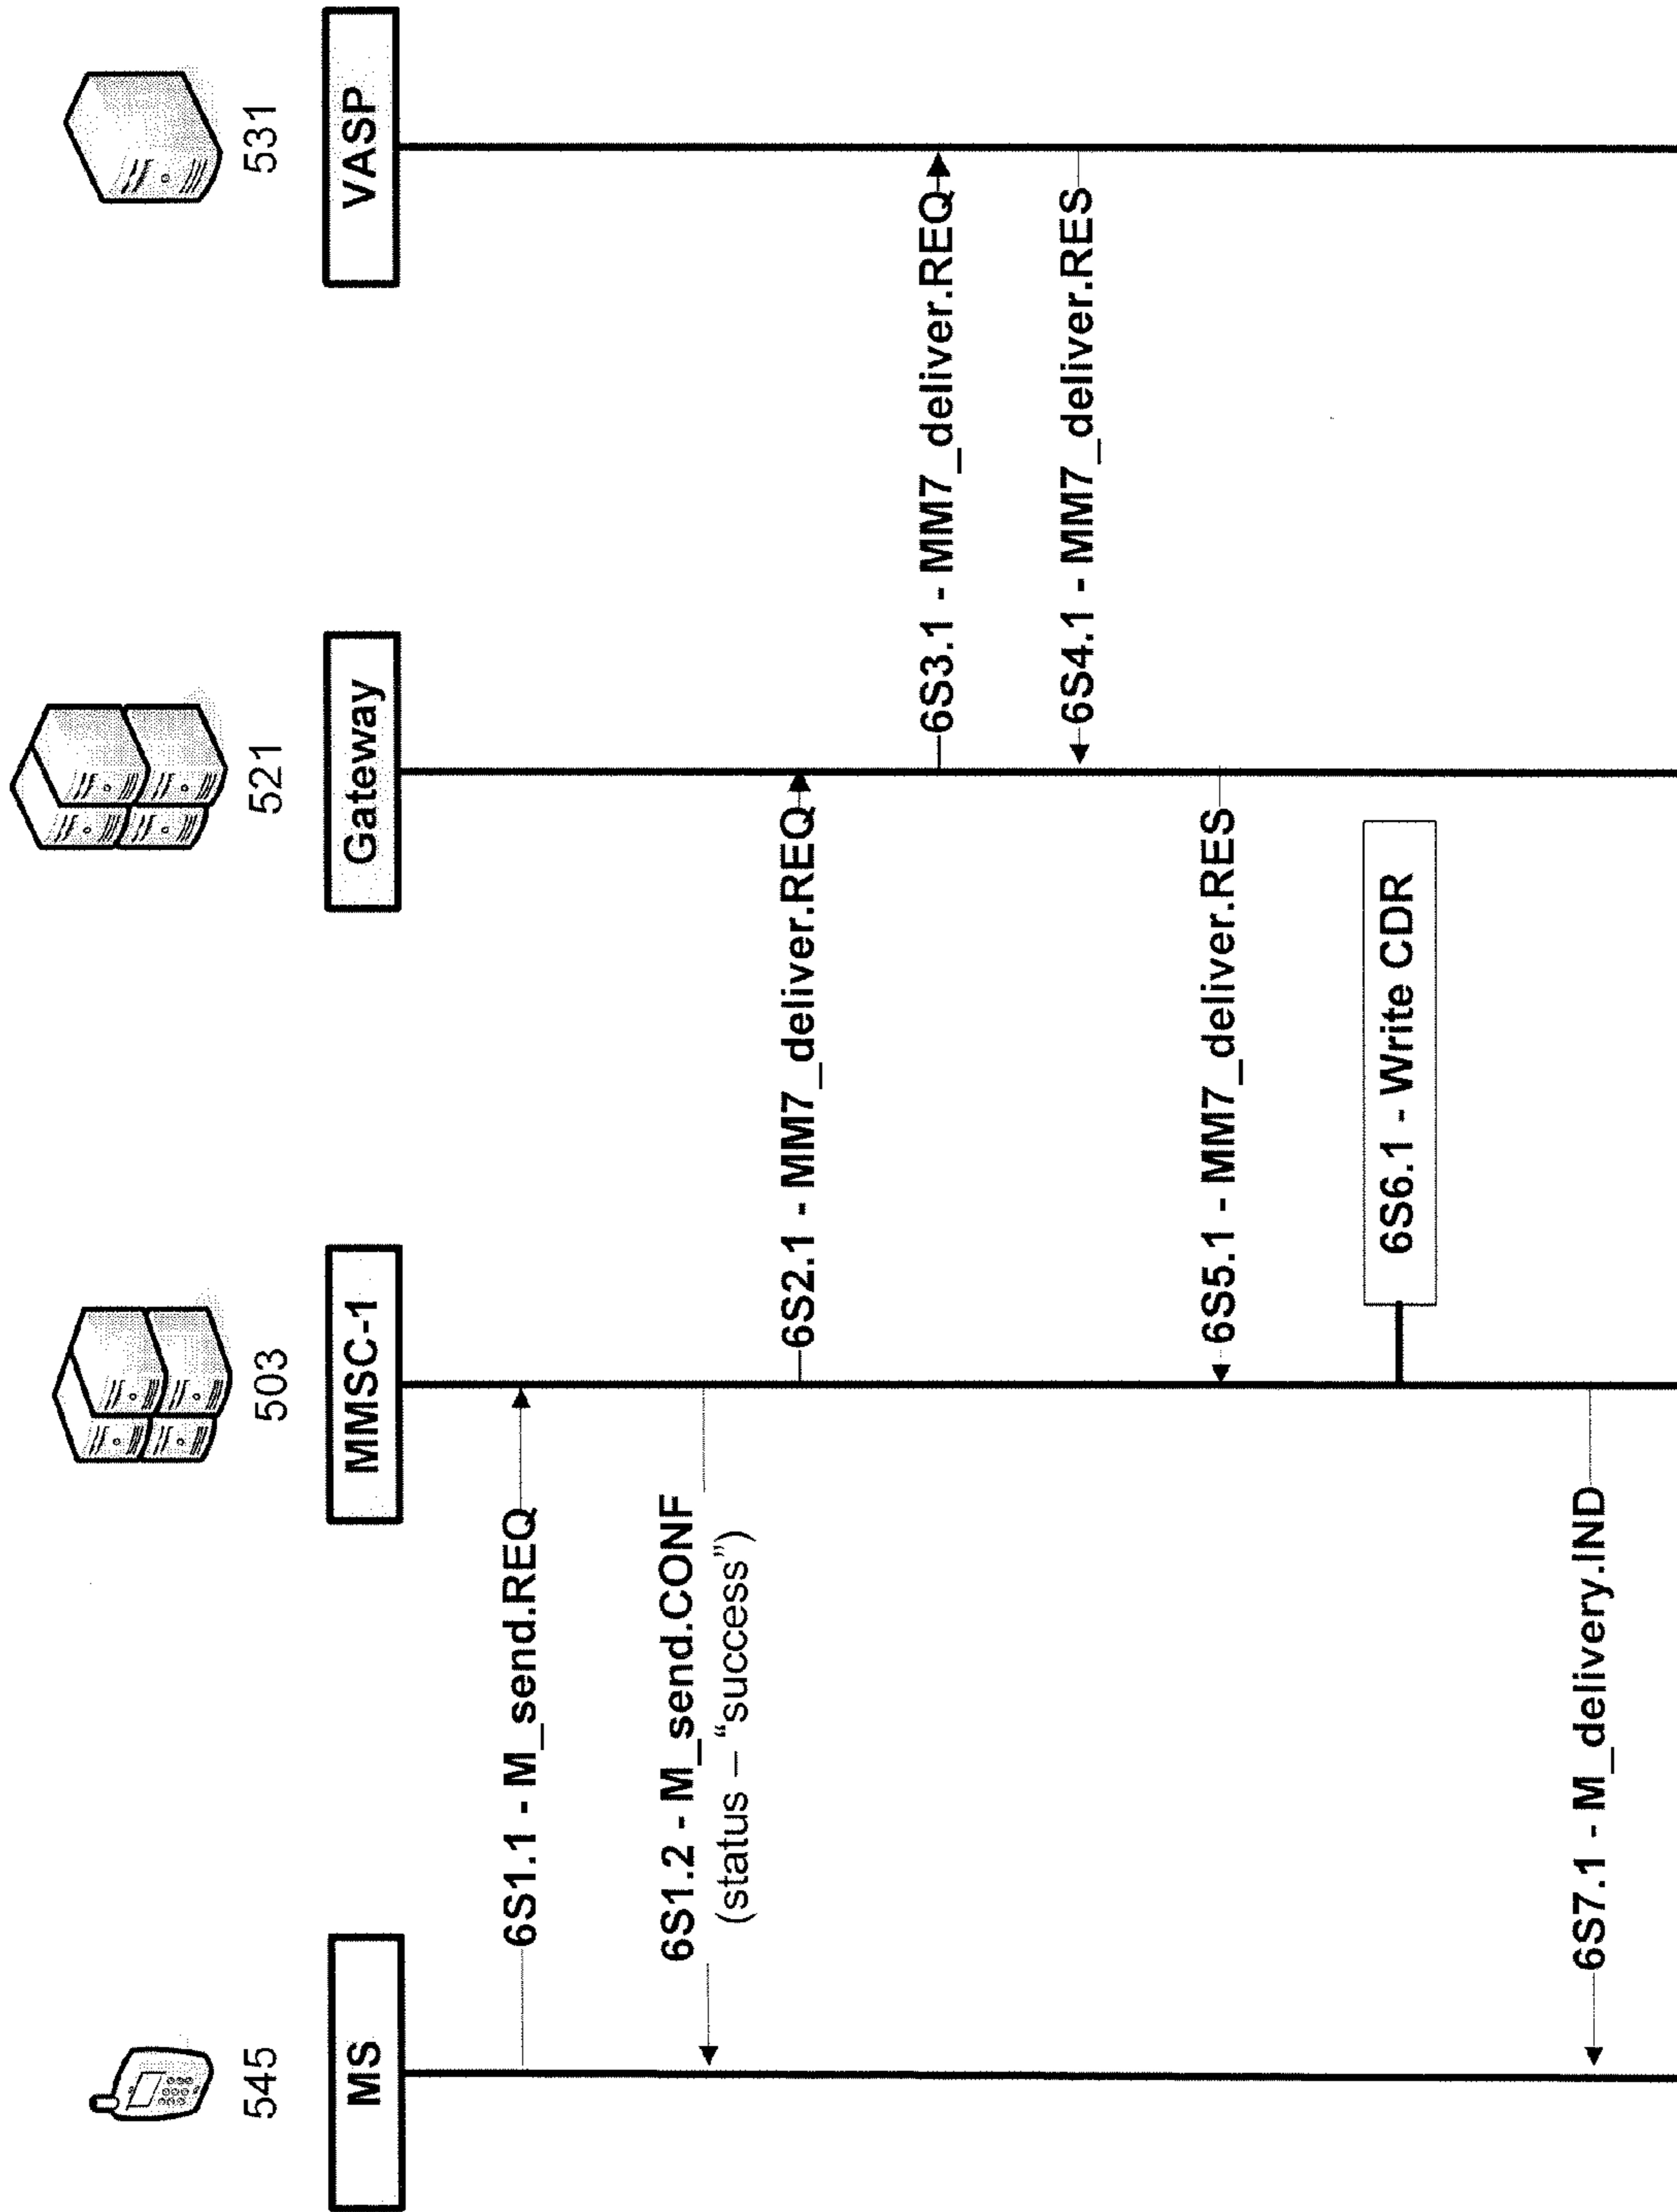 545
503
521
531
MS
MMSC-1
Gateway
VASP
6S1.1 - M_send.REQ
6S1.2 - M_send.CONF
(status – “success”)
6S2.1 - MM7_deliver.REQ
6S3.1 - MM7_deliver.REQ
6S4.1 - MM7_deliver.RES
6S5.1 - MM7_deliver.RES
6S6.1 - Write CDR
6S7.1 - M_delivery.IND